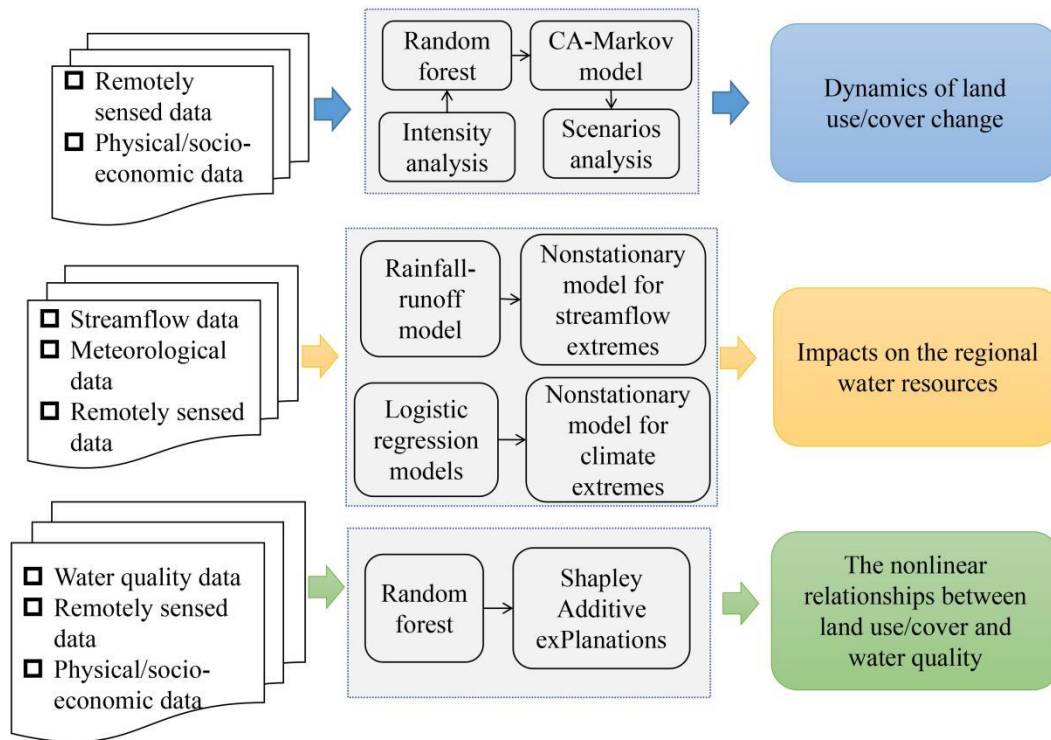 Remotely
sensed data
Physical/socio-
economic data
Random
forest
CA-Markov
model
Intensity
analysis
Scenarios
analysis
Dynamics of land
use/cover change
Streamflow data
Meteorological
data
Remotely sensed
data
Rainfall-
runoff
model
Nonstationary
model for
streamflow
extremes
Logistic
regression
models
Nonstationary
model for
climate
extremes
Impacts on the regional
water resources
Water quality data
Remotely sensed
data
Physical/socio-
economic data
Random
forest
Shapley
Additive
exPlanations
The nonlinear
relationships between
land use/cover and
water quality